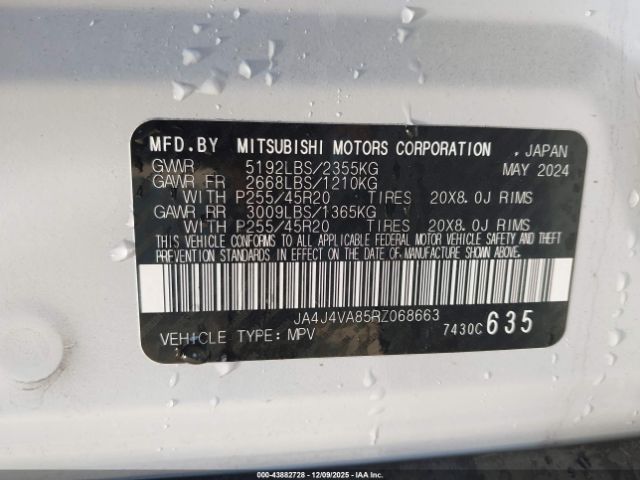 MFD.BY MITSUBISHI MOTORS CORPORATION , JAPAN
GVWR 5192LBS/2355KG MAY 2024
GAWR FR 2668LBS/1210KG
WITH P255/45R20 TIRES 20X8.0J RIMS
GAWR RR 3009LBS/1365KG
WITH P255/45R20 TIRES 20X8.0J RIMS
THIS VEHICLE CONFORMS TO ALL APPLICABLE FEDERAL MOTOR VEHICLE SAFETY AND THEFT
PREVENTION STANDARDS IN EFFECT ON THE DATE OF MANUFACTURE SHOWN ABOVE.
JA4J4VA85RZ068663
VEHICLE TYPE: MPV 7430C 635
000-43882728 - 12/09/2025 - IAA Inc.